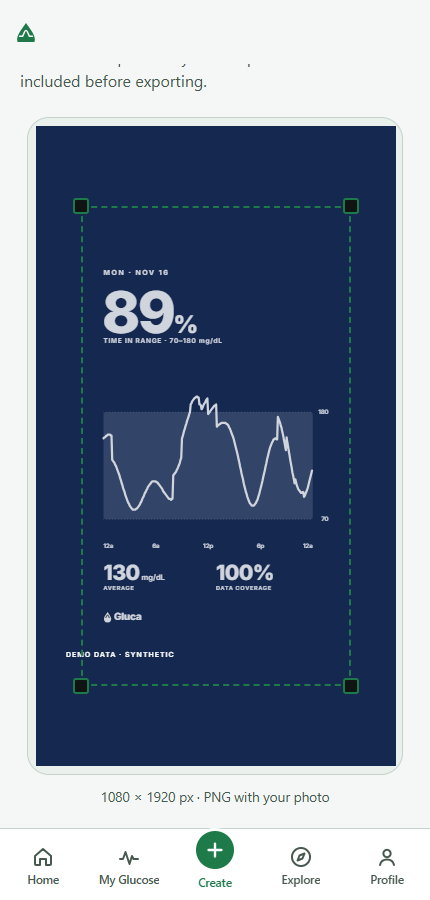 included before exporting.
MON · NOV 16
89%
TIME IN RANGE · 70–180 mg/dL
180
70
12a 6a 12p 6p 12a
130 mg/dL 100%
AVERAGE DATA COVERAGE
Gluca
DEMO DATA · SYNTHETIC
1080 × 1920 px · PNG with your photo
Home My Glucose Create Explore Profile